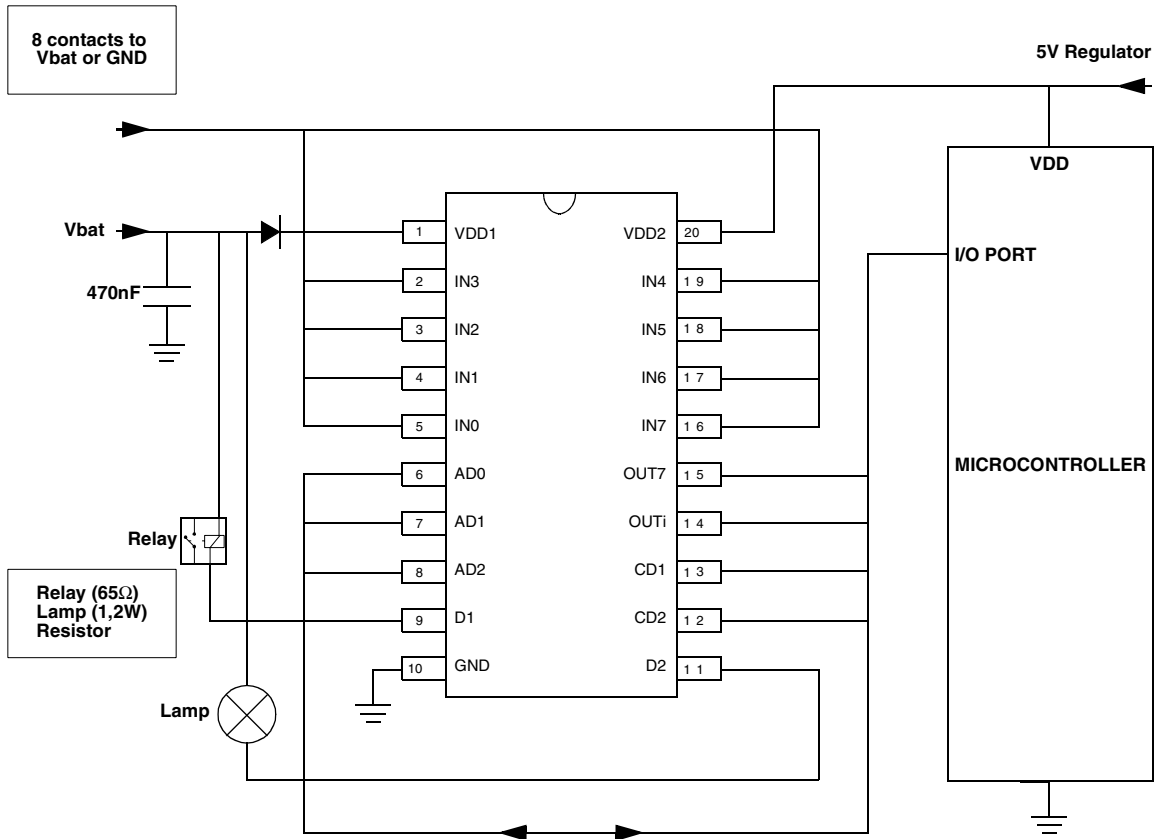 8 contacts to
Vbat or GND
5V Regulator
VDD
Vbat
1 VDD1 VDD2 20
I/O PORT
2 IN3 IN4 1 9
470nF
3 IN2 IN5 1 8
4 IN1 IN6 1 7
5 IN0 IN7 1 6
MICROCONTROLLER
6 AD0 OUT7 1 5
7 AD1 OUTi 1 4
Relay
8 AD2 CD1 1 3
Relay (65Ω)
Lamp (1,2W)
Resistor
9 D1 CD2 1 2
10 GND D2 1 1
Lamp